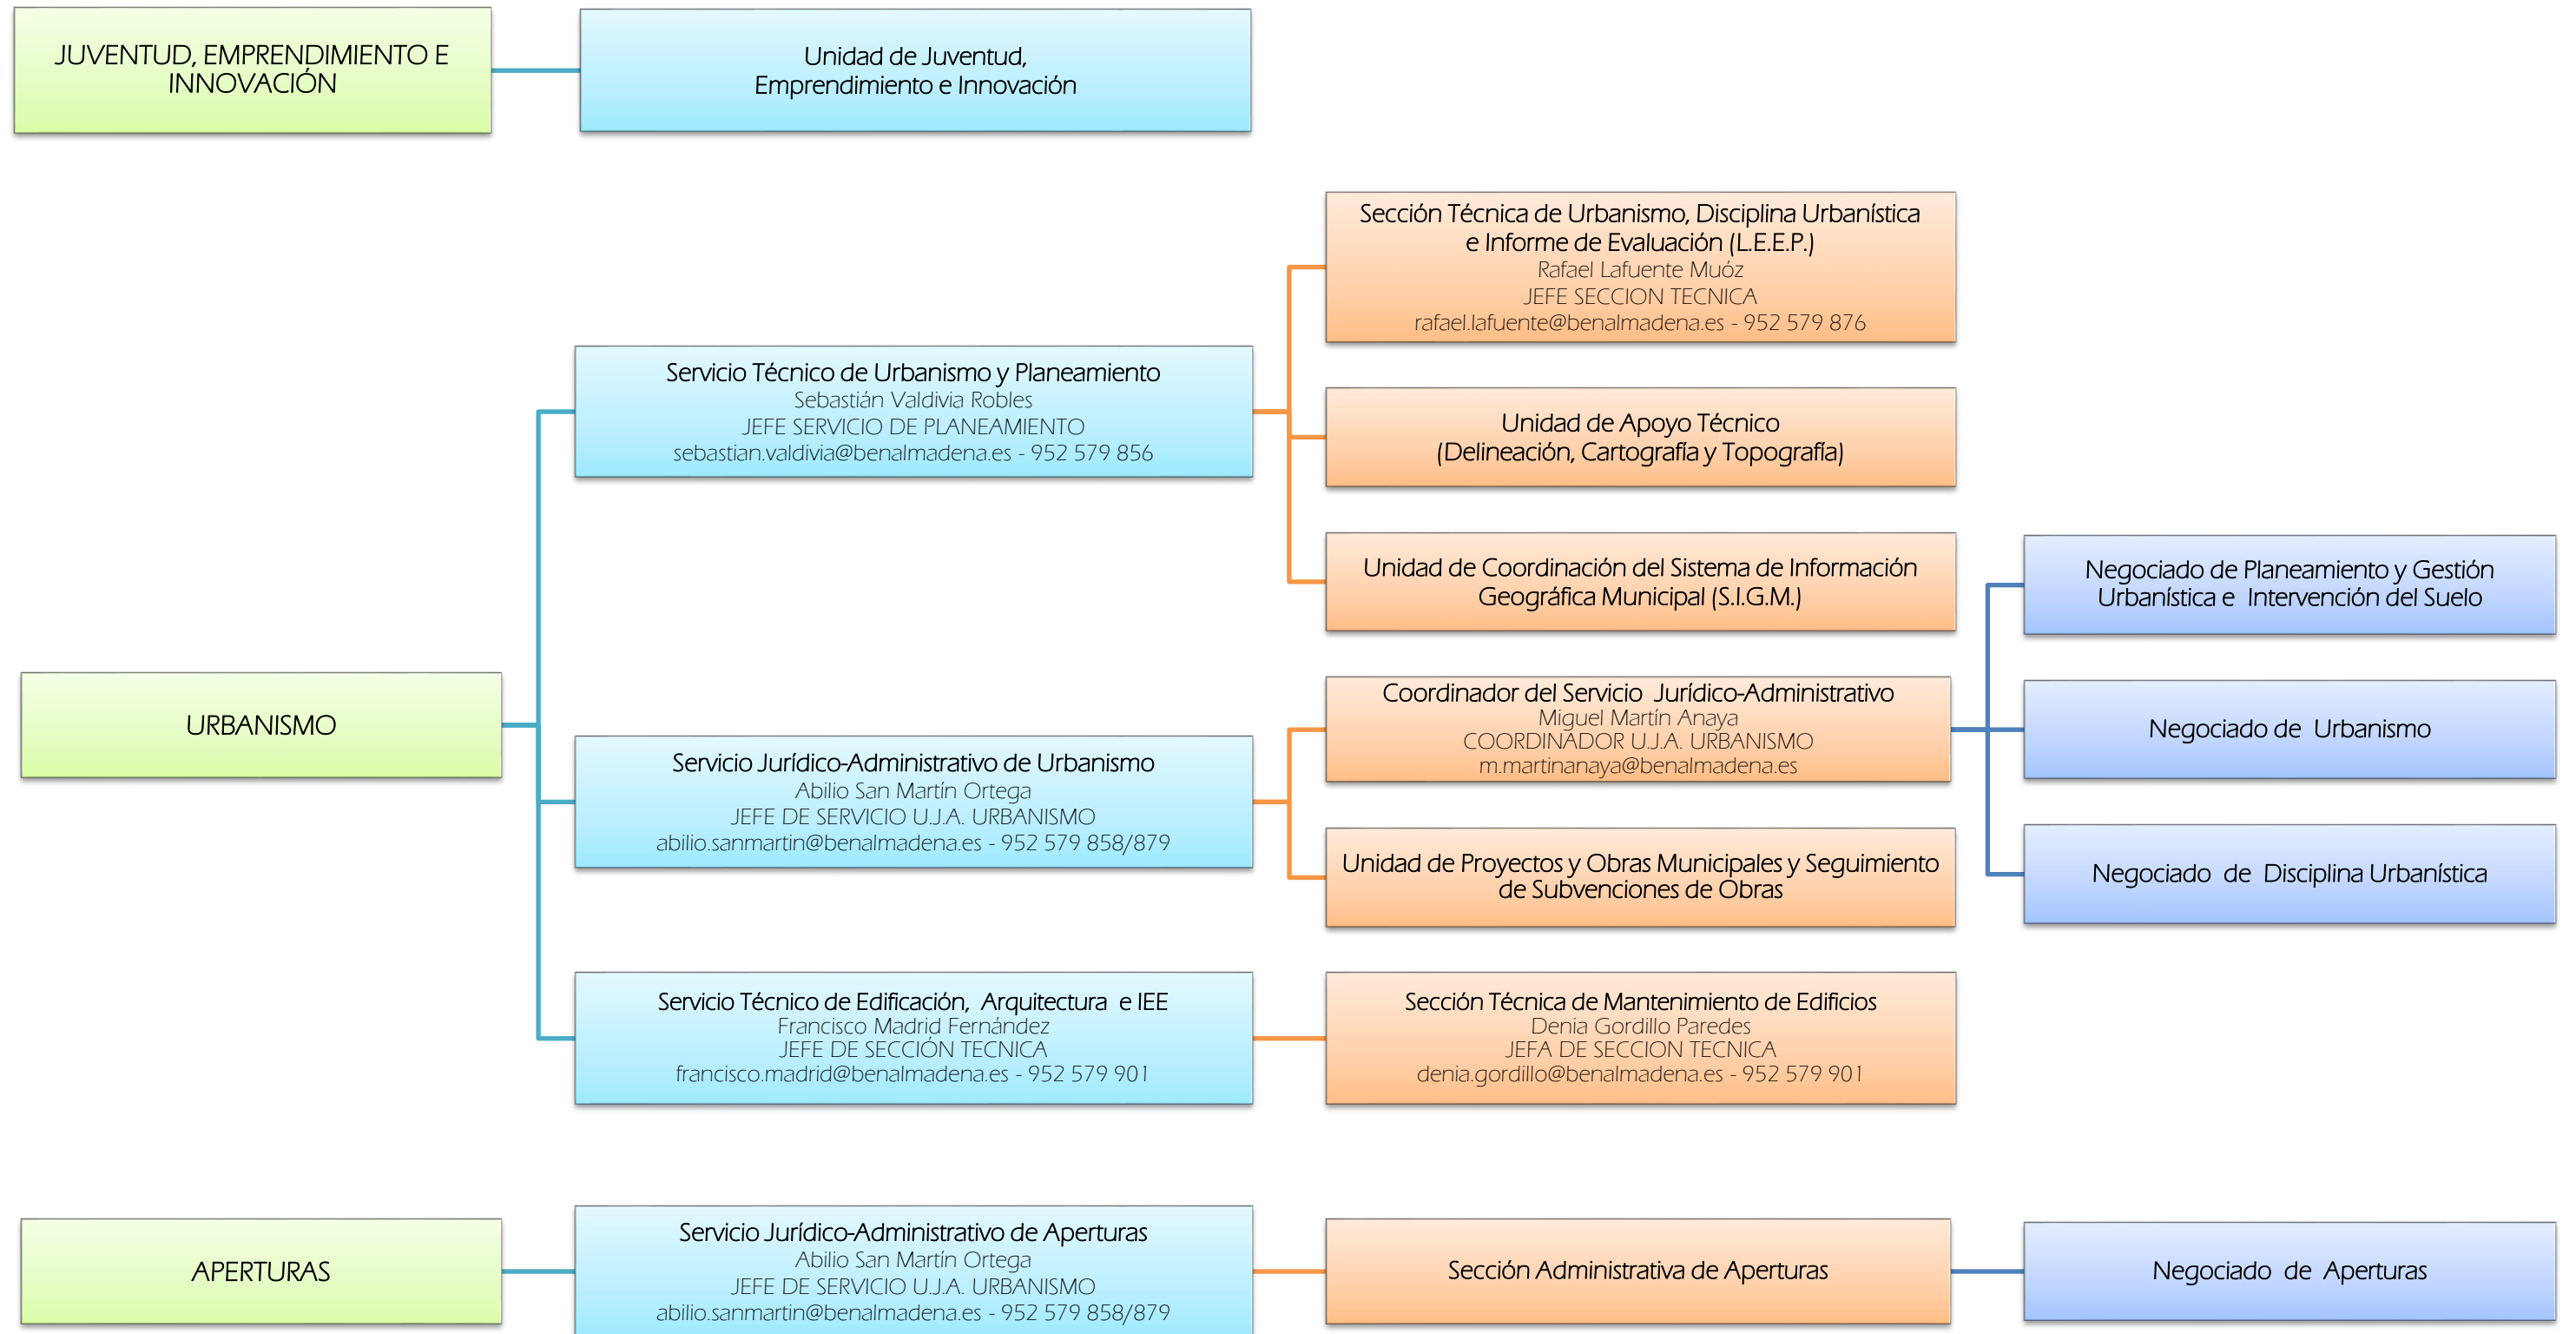 JUVENTUD, EMPRENDIMIENTO E
INNOVACIÓN
Unidad de Juventud,
Emprendimiento e Innovación
URBANISMO
Servicio Técnico de Urbanismo y Planeamiento
Sebastián Valdivia Robles
JEFE SERVICIO DE PLANEAMIENTO
sebastian.valdivia@benalmadena.es - 952 579 856
Sección Técnica de Urbanismo, Disciplina Urbanística
e Informe de Evaluación (L.E.E.P.)
Rafael Lafuente Muóz
JEFE SECCION TECNICA
rafael.lafuente@benalmadena.es - 952 579 876
Unidad de Apoyo Técnico
(Delineación, Cartografía y Topografía)
Unidad de Coordinación del Sistema de Información
Geográfica Municipal (S.I.G.M.)
Servicio Jurídico-Administrativo de Urbanismo
Abilio San Martín Ortega
JEFE DE SERVICIO U.J.A. URBANISMO
abilio.sanmartin@benalmadena.es - 952 579 858/879
Coordinador del Servicio Jurídico-Administrativo
Miguel Martín Anaya
COORDINADOR U.J.A. URBANISMO
m.martinanaya@benalmadena.es
Negociado de Planeamiento y Gestión
Urbanística e Intervención del Suelo
Negociado de Urbanismo
Negociado de Disciplina Urbanística
Unidad de Proyectos y Obras Municipales y Seguimiento
de Subvenciones de Obras
Servicio Técnico de Edificación, Arquitectura e IEE
Francisco Madrid Fernández
JEFE DE SECCIÓN TECNICA
francisco.madrid@benalmadena.es - 952 579 901
Sección Técnica de Mantenimiento de Edificios
Denia Gordillo Paredes
JEFA DE SECCION TECNICA
denia.gordillo@benalmadena.es - 952 579 901
APERTURAS
Servicio Jurídico-Administrativo de Aperturas
Abilio San Martín Ortega
JEFE DE SERVICIO U.J.A. URBANISMO
abilio.sanmartin@benalmadena.es - 952 579 858/879
Sección Administrativa de Aperturas
Negociado de Aperturas